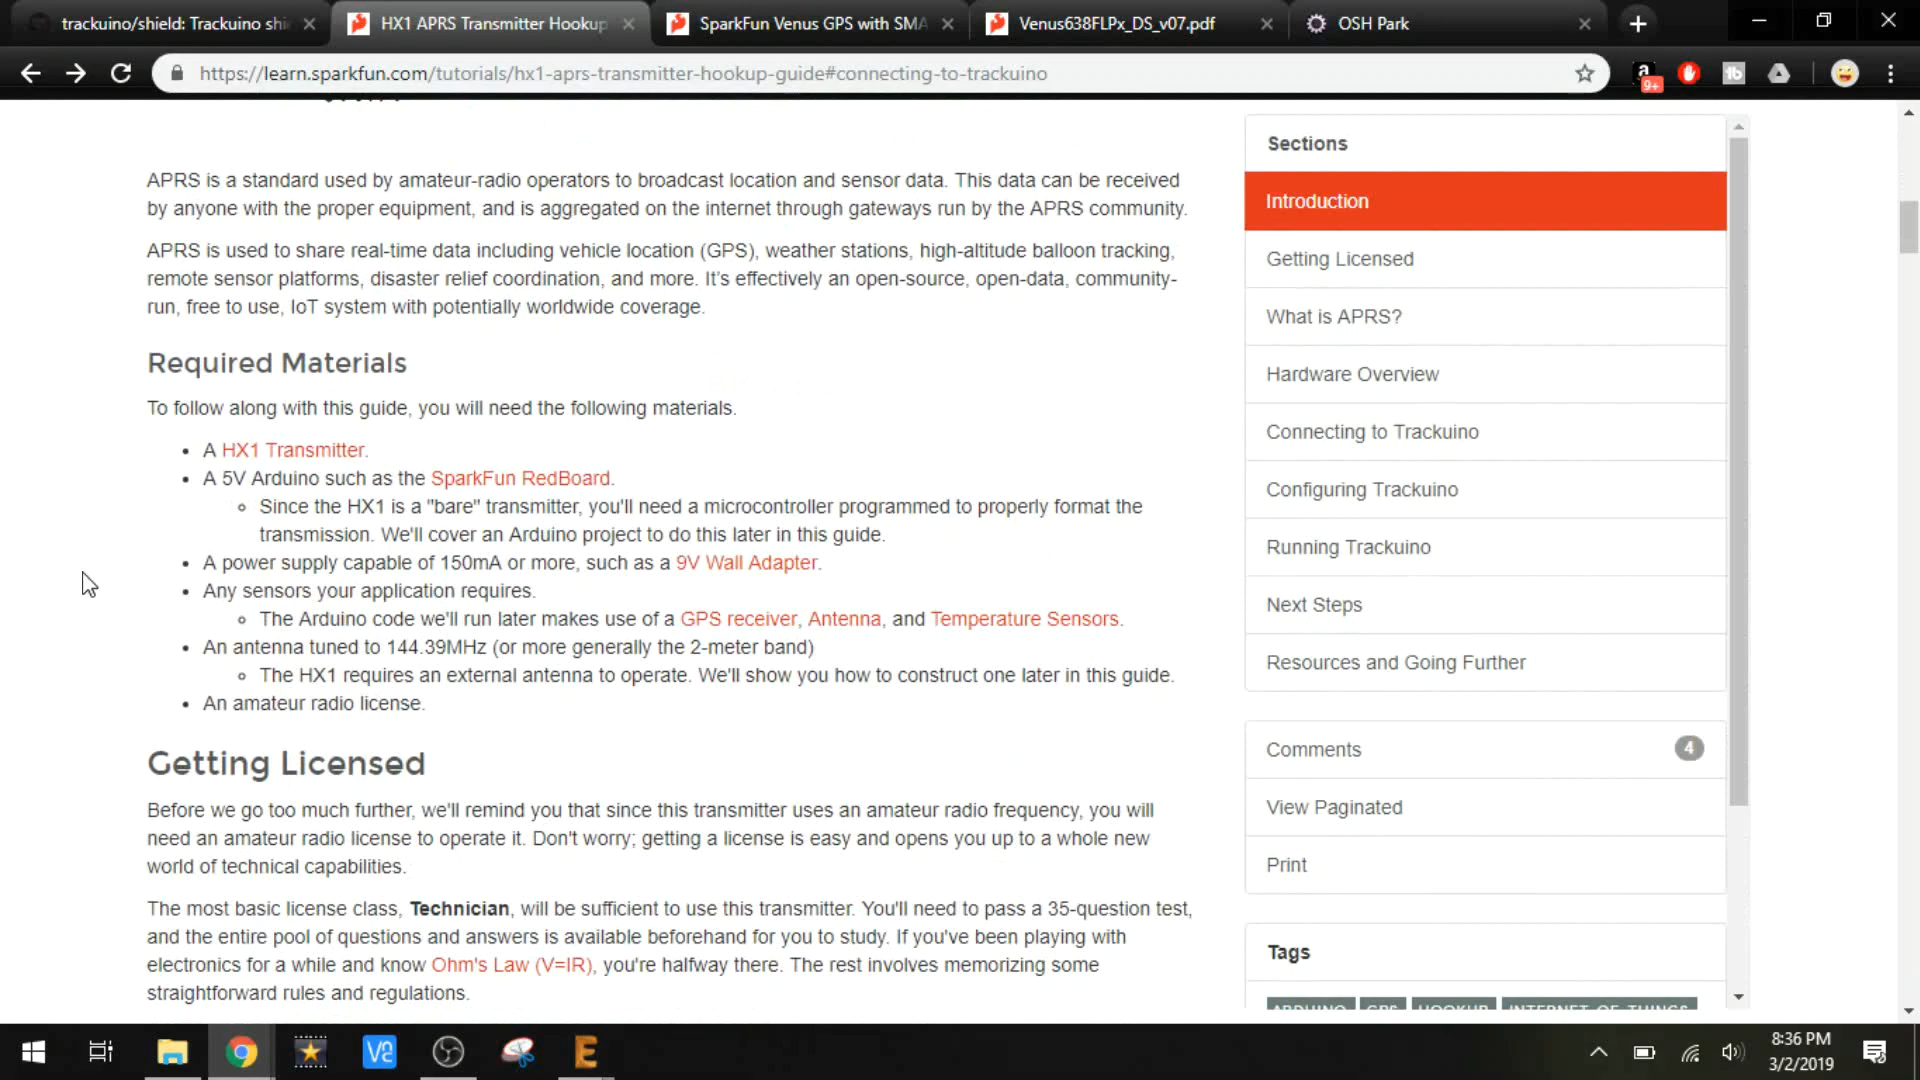 trackuino/shield: Trackuino shi
HX1 APRS Transmitter Hookup
SparkFun Venus GPS with SMA
Venus638FLPx_DS_v07.pdf
OSH Park
https://learn.sparkfun.com/tutorials/hx1-aprs-transmitter-hookup-guide#connecting-to-trackuino
9+
APRS is a standard used by amateur-radio operators to broadcast location and sensor data. This data can be received
by anyone with the proper equipment, and is aggregated on the internet through gateways run by the APRS community.
APRS is used to share real-time data including vehicle location (GPS), weather stations, high-altitude balloon tracking,
remote sensor platforms, disaster relief coordination, and more. It's effectively an open-source, open-data, community-
run, free to use, IoT system with potentially worldwide coverage.
Required Materials
To follow along with this guide, you will need the following materials.
• A HX1 Transmitter.
• A 5V Arduino such as the SparkFun RedBoard.
◦ Since the HX1 is a "bare" transmitter, you'll need a microcontroller programmed to properly format the
transmission. We'll cover an Arduino project to do this later in this guide.
• A power supply capable of 150mA or more, such as a 9V Wall Adapter.
• Any sensors your application requires.
◦ The Arduino code we'll run later makes use of a GPS receiver, Antenna, and Temperature Sensors.
• An antenna tuned to 144.39MHz (or more generally the 2-meter band)
◦ The HX1 requires an external antenna to operate. We'll show you how to construct one later in this guide.
• An amateur radio license.
Getting Licensed
Before we go too much further, we'll remind you that since this transmitter uses an amateur radio frequency, you will
need an amateur radio license to operate it. Don't worry; getting a license is easy and opens you up to a whole new
world of technical capabilities.
The most basic license class, Technician, will be sufficient to use this transmitter. You'll need to pass a 35-question test,
and the entire pool of questions and answers is available beforehand for you to study. If you've been playing with
electronics for a while and know Ohm's Law (V=IR), you're halfway there. The rest involves memorizing some
straightforward rules and regulations.
Sections
Introduction
Getting Licensed
What is APRS?
Hardware Overview
Connecting to Trackuino
Configuring Trackuino
Running Trackuino
Next Steps
Resources and Going Further
Comments 4
View Paginated
Print
Tags
ARDUINO GPS HOOKUP INTERNET OF THINGS
8:36 PM
3/2/2019